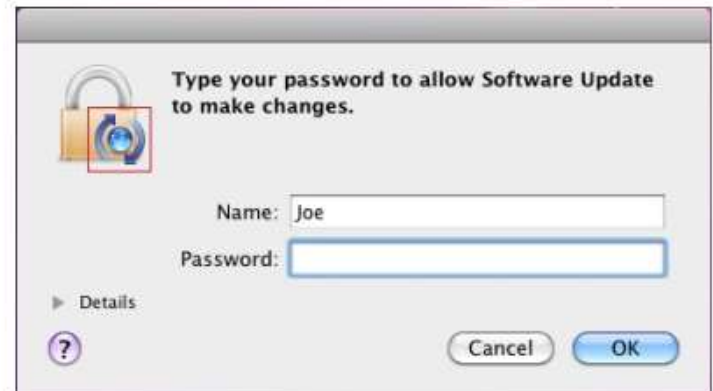 Type your password to allow Software Update
to make changes.
Name: Joe
Password:
Details
?
Cancel
OK